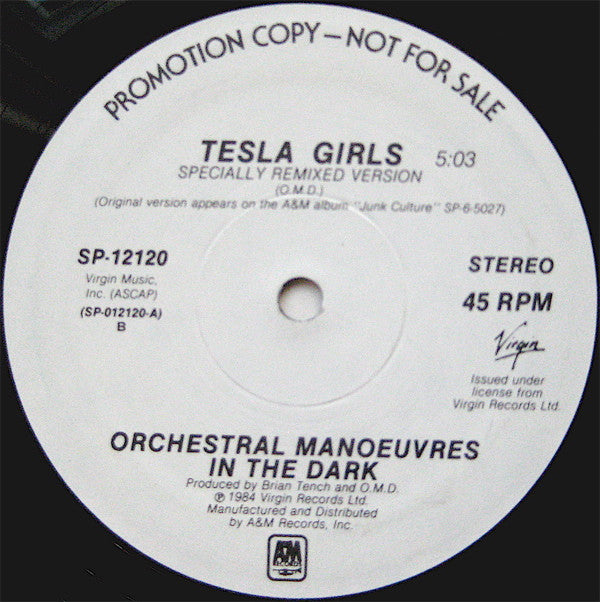 PROMOTION COPY—NOT FOR SALE
TESLA GIRLS 5:03
SPECIALLY REMIXED VERSION
(O.M.D.)
(Original version appears on the A&M album "Junk Culture" SP-6-5027)
SP-12120
Virgin Music,
Inc. (ASCAP)
(SP-012120-A)
B
STEREO
45 RPM
Virgin
Issued under
license from
Virgin Records Ltd.
ORCHESTRAL MANOEUVRES
IN THE DARK
Produced by Brian Tench and O.M.D.
℗ 1984 Virgin Records Ltd.
Manufactured and Distributed
by A&M Records, Inc.
A&M
RECORDS